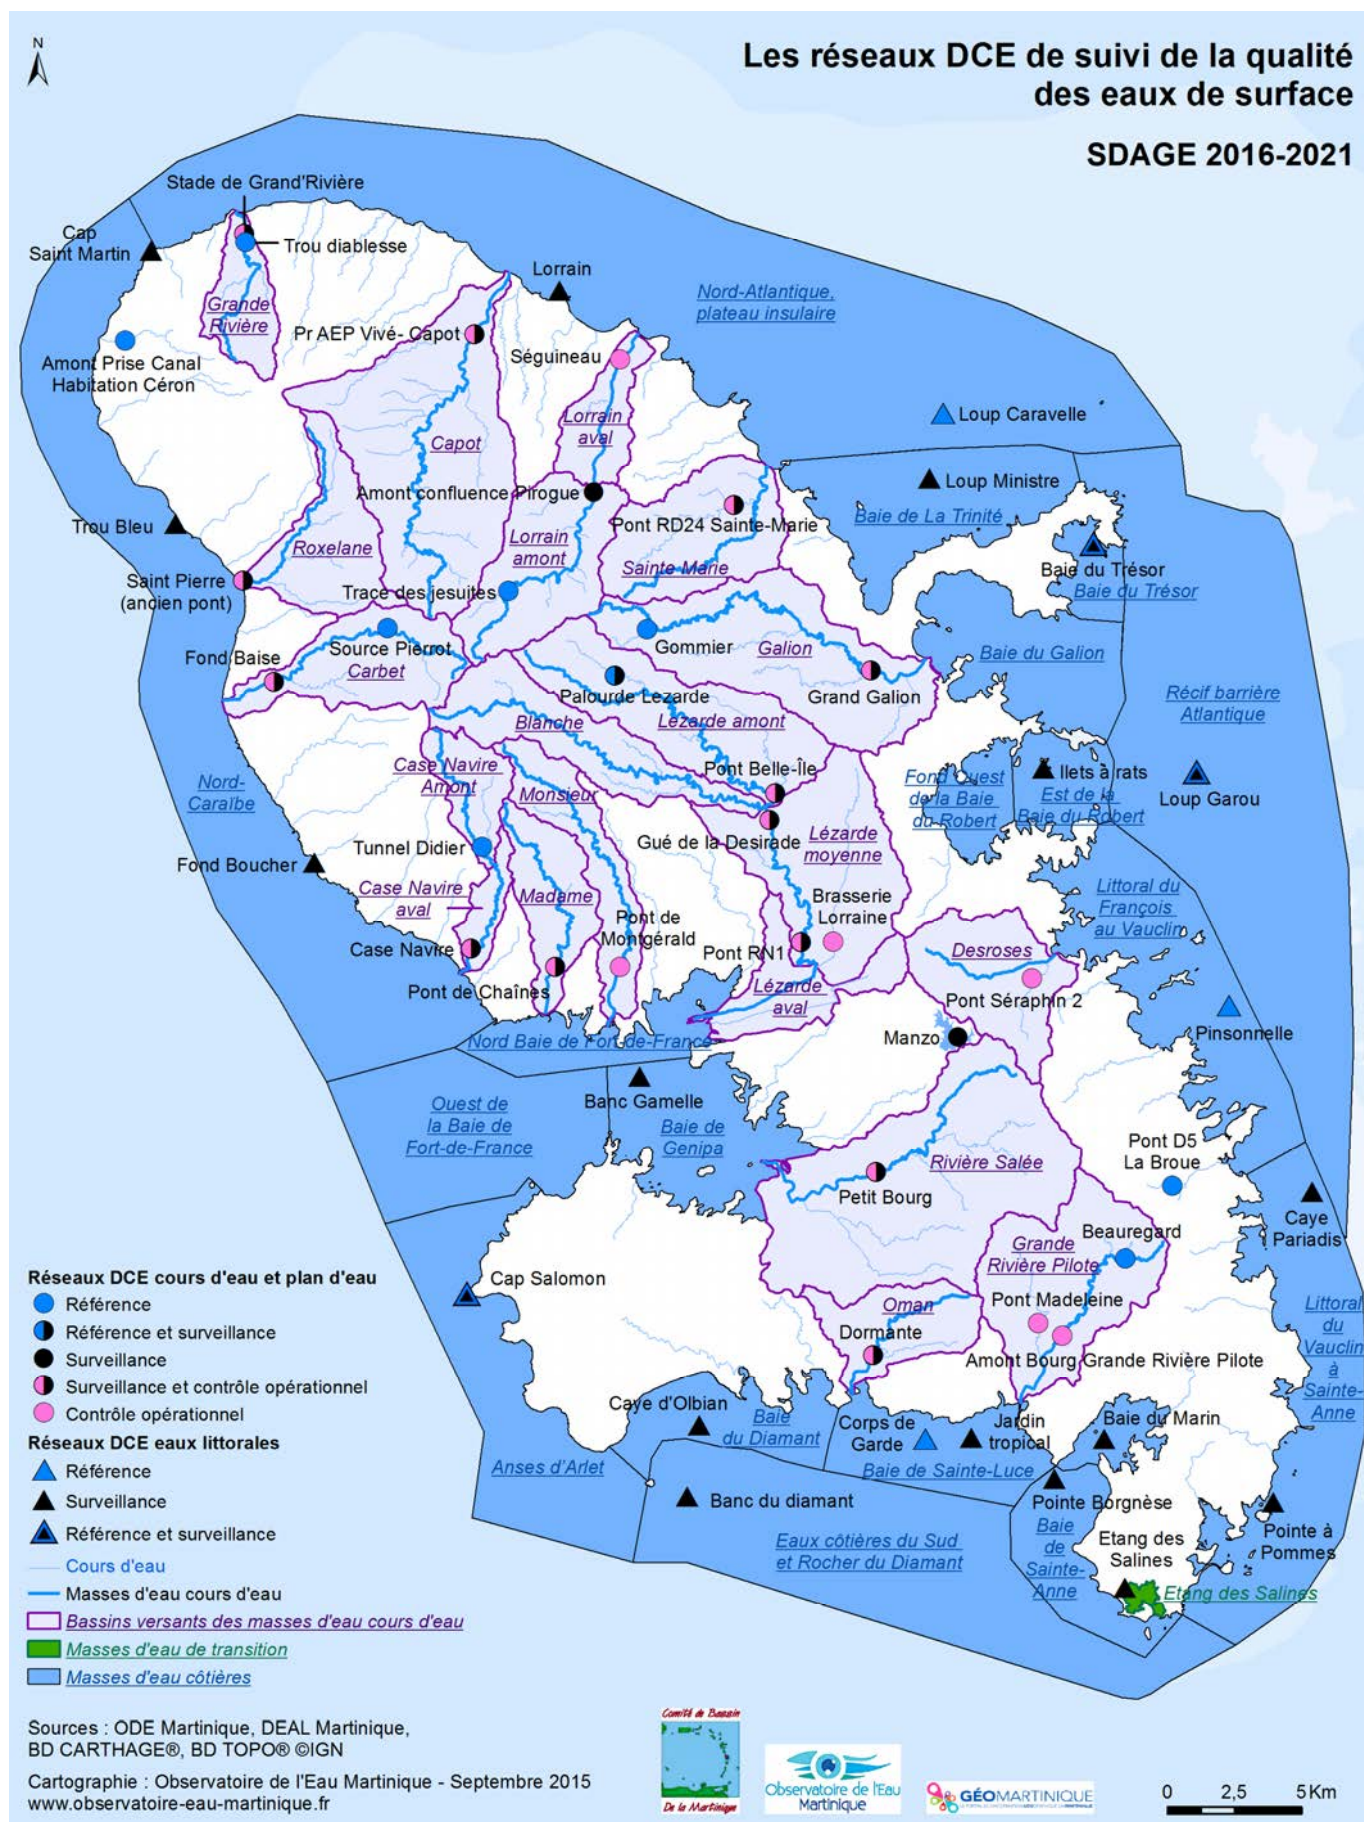 N
Les réseaux DCE de suivi de la qualité
des eaux de surface
SDAGE 2016-2021
Stade de Grand'Rivière
Cap
Saint Martin
Trou diablesse
Lorrain
Nord-Atlantique,
plateau insulaire
Grande
Rivière
Pr AEP Vivé- Capot
Amont Prise Canal
Habitation Céron
Séguineau
Loup Caravelle
Lorrain
aval
Capot
Loup Ministre
Amont confluence Pirogue
Baie de La Trinité
Pont RD24 Sainte-Marie
Trou Bleu
Roxelane
Lorrain
amont
Sainte Marie
Baie du Trésor
Baie du Trésor
Saint Pierre
(ancien pont)
Trace des jesuites
Source Pierrot
Gommier
Galion
Baie du Galion
Fond Baise
Carbet
Palourde Lezarde
Grand Galion
Récif barrière
Atlantique
Blanche
Lézarde amont
Case Navire
Amont
Pont Belle-Île
Nord-
Caraïbe
Monsieur
Fond Ouest
de la Baie
du Robert
Ilets à rats
Est de la
Baie du Robert
Loup Garou
Gué de la Desirade
Lézarde
moyenne
Tunnel Didier
Fond Boucher
Case Navire
aval
Madame
Brasserie
Lorraine
Littoral du
François
au Vauclin
Pont de
Montgérald
Case Navire
Pont RN1
Desroses
Pont de Chaînes
Lézarde
aval
Pont Séraphin 2
Pinsonnelle
Nord Baie de Fort-de-France
Manzo
Banc Gamelle
Ouest de
la Baie de
Fort-de-France
Baie de
Genipa
Pont D5
La Broue
Rivière Salée
Petit Bourg
Caye
Pariadis
Beauregard
Grande
Rivière Pilote
Cap Salomon
Pont Madeleine
Oman
Dormante
Amont Bourg Grande Rivière Pilote
Littoral
du
Vauclin
à
Sainte-
Anne
Caye d'Olbian
Baie
du Diamant
Corps de
Garde
Jardin
tropical
Baie du Marin
Anses d'Arlet
Baie de Sainte-Luce
Banc du diamant
Pointe Borgnèse
Baie
de
Sainte-
Anne
Eaux côtières du Sud
et Rocher du Diamant
Etang des
Salines
Pointe à
Pommes
Etang des Salines
Réseaux DCE cours d'eau et plan d'eau
Référence
Référence et surveillance
Surveillance
Surveillance et contrôle opérationnel
Contrôle opérationnel
Réseaux DCE eaux littorales
Référence
Surveillance
Référence et surveillance
Cours d'eau
Masses d'eau cours d'eau
Bassins versants des masses d'eau cours d'eau
Masses d'eau de transition
Masses d'eau côtières
Sources : ODE Martinique, DEAL Martinique,
BD CARTHAGE®, BD TOPO® ©IGN
Cartographie : Observatoire de l'Eau Martinique - Septembre 2015
www.observatoire-eau-martinique.fr
Comité de Bassin
De la Martinique
Observatoire de l'Eau
Martinique
GÉOMARTINIQUE
0 2,5 5 Km